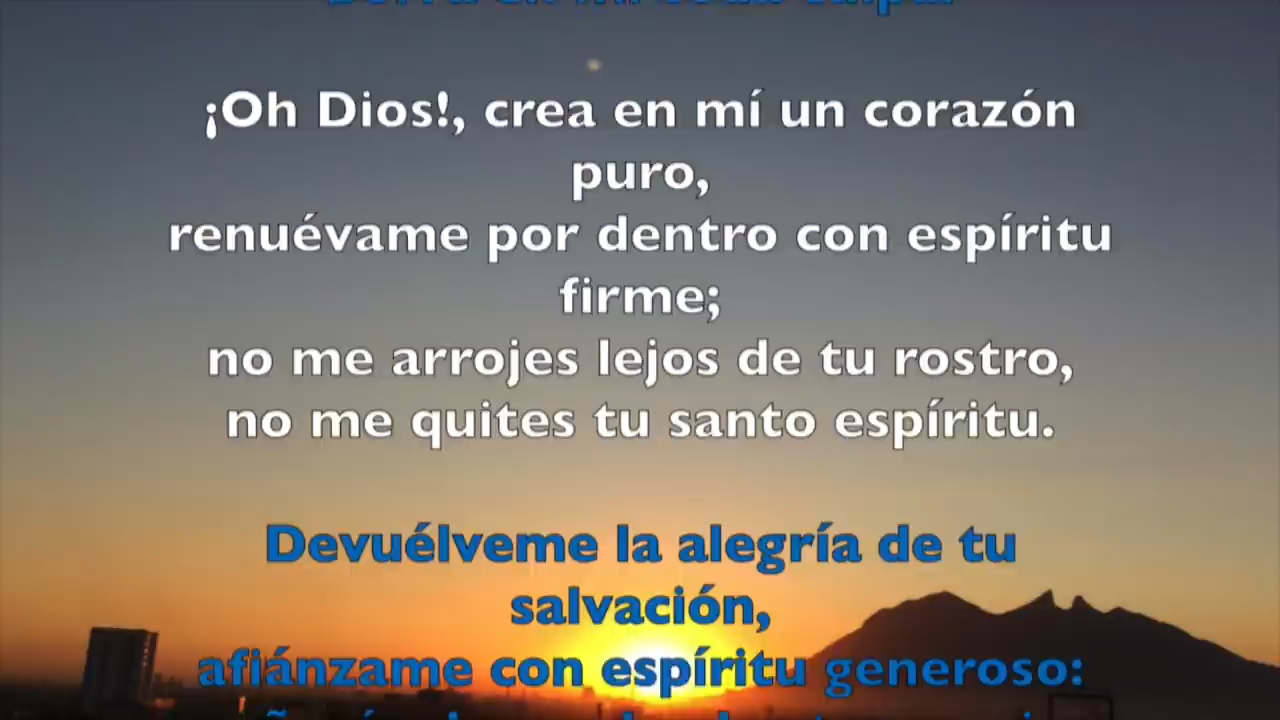 ¡Oh Dios!, crea en mí un corazón
puro,
renuévame por dentro con espíritu
firme;
no me arrojes lejos de tu rostro,
no me quites tu santo espíritu.
Devuélveme la alegría de tu
salvación,
afiánzame con espíritu generoso: